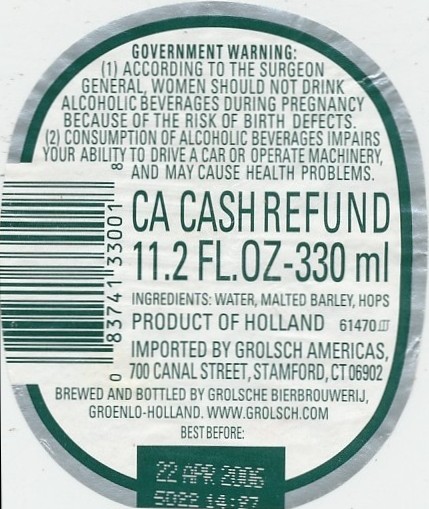 GOVERNMENT WARNING:
(1) ACCORDING TO THE SURGEON
GENERAL, WOMEN SHOULD NOT DRINK
ALCOHOLIC BEVERAGES DURING PREGNANCY
BECAUSE OF THE RISK OF BIRTH DEFECTS.
(2) CONSUMPTION OF ALCOHOLIC BEVERAGES IMPAIRS
YOUR ABILITY TO DRIVE A CAR OR OPERATE MACHINERY,
AND MAY CAUSE HEALTH PROBLEMS.
0 83741 33001 8
CA CASH REFUND
11.2 FL.OZ-330 ml
INGREDIENTS: WATER, MALTED BARLEY, HOPS
PRODUCT OF HOLLAND 61470
IMPORTED BY GROLSCH AMERICAS,
700 CANAL STREET, STAMFORD, CT 06902
BREWED AND BOTTLED BY GROLSCHE BIERBROUWERIJ,
GROENLO-HOLLAND. WWW.GROLSCH.COM
BEST BEFORE:
22 APR 2006